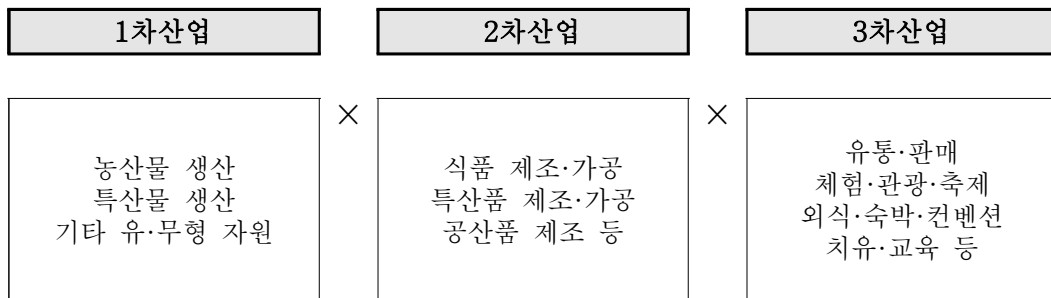 1차산업
2차산업
3차산업
농산물 생산
특산물 생산
기타 유·무형 자원
×
식품 제조·가공
특산품 제조·가공
공산품 제조 등
×
유통·판매
체험·관광·축제
외식·숙박·컨벤션
치유·교육 등